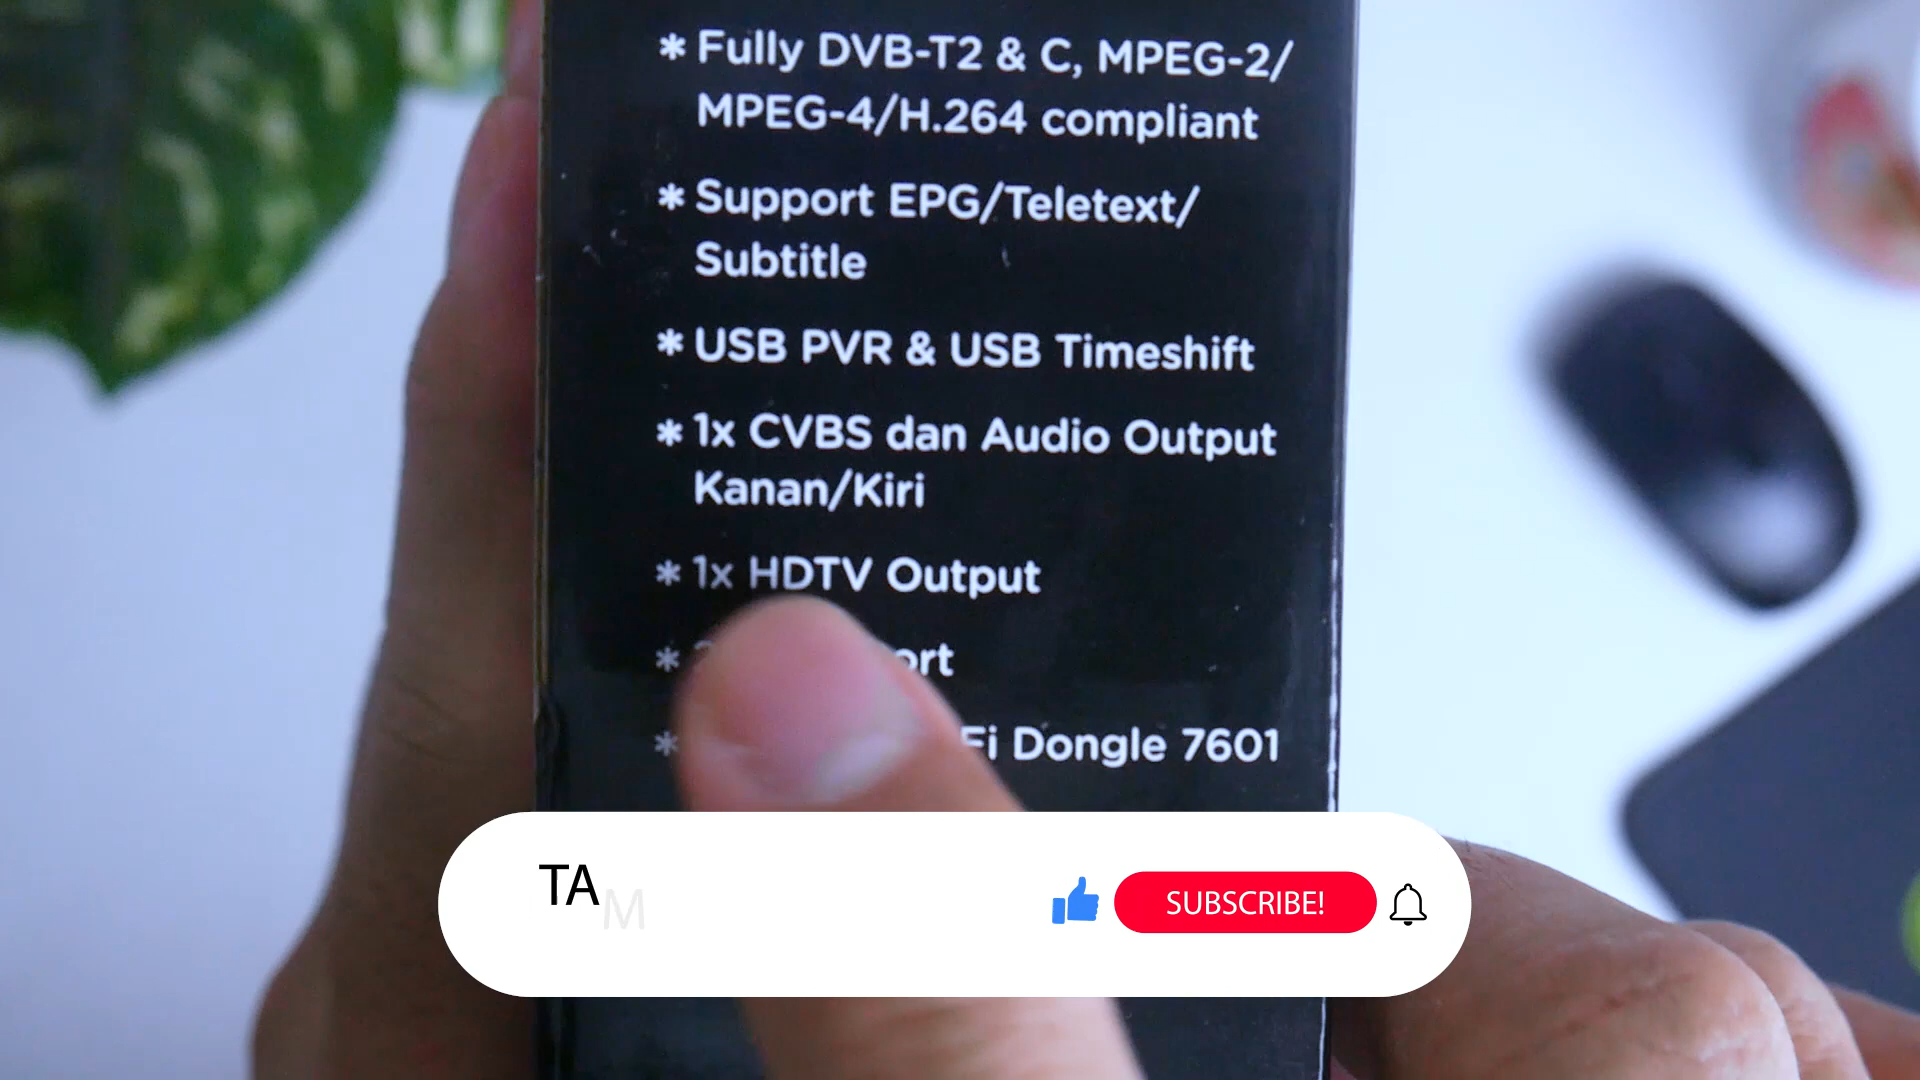 * Fully DVB-T2 & C, MPEG-2/
MPEG-4/H.264 compliant
* Support EPG/Teletext/
Subtitle
* USB PVR & USB Timeshift
* 1x CVBS dan Audio Output
Kanan/Kiri
* 1x HDTV Output
*
* Dongle 7601
TAM
SUBSCRIBE!